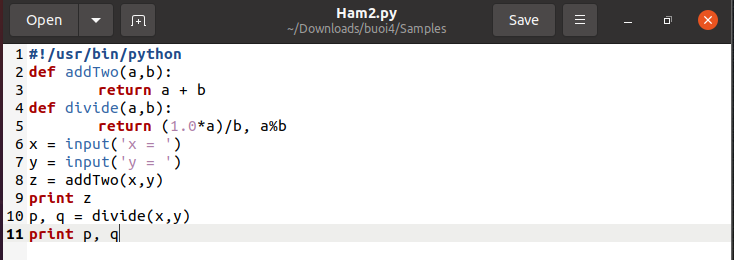 Open Ham2.py Save
~/Downloads/buoi4/Samples
1 #!/usr/bin/python
2 def addTwo(a,b):
3         return a + b
4 def divide(a,b):
5         return (1.0*a)/b, a%b
6 x = input('x = ')
7 y = input('y = ')
8 z = addTwo(x,y)
9 print z
10 p, q = divide(x,y)
11 print p, q